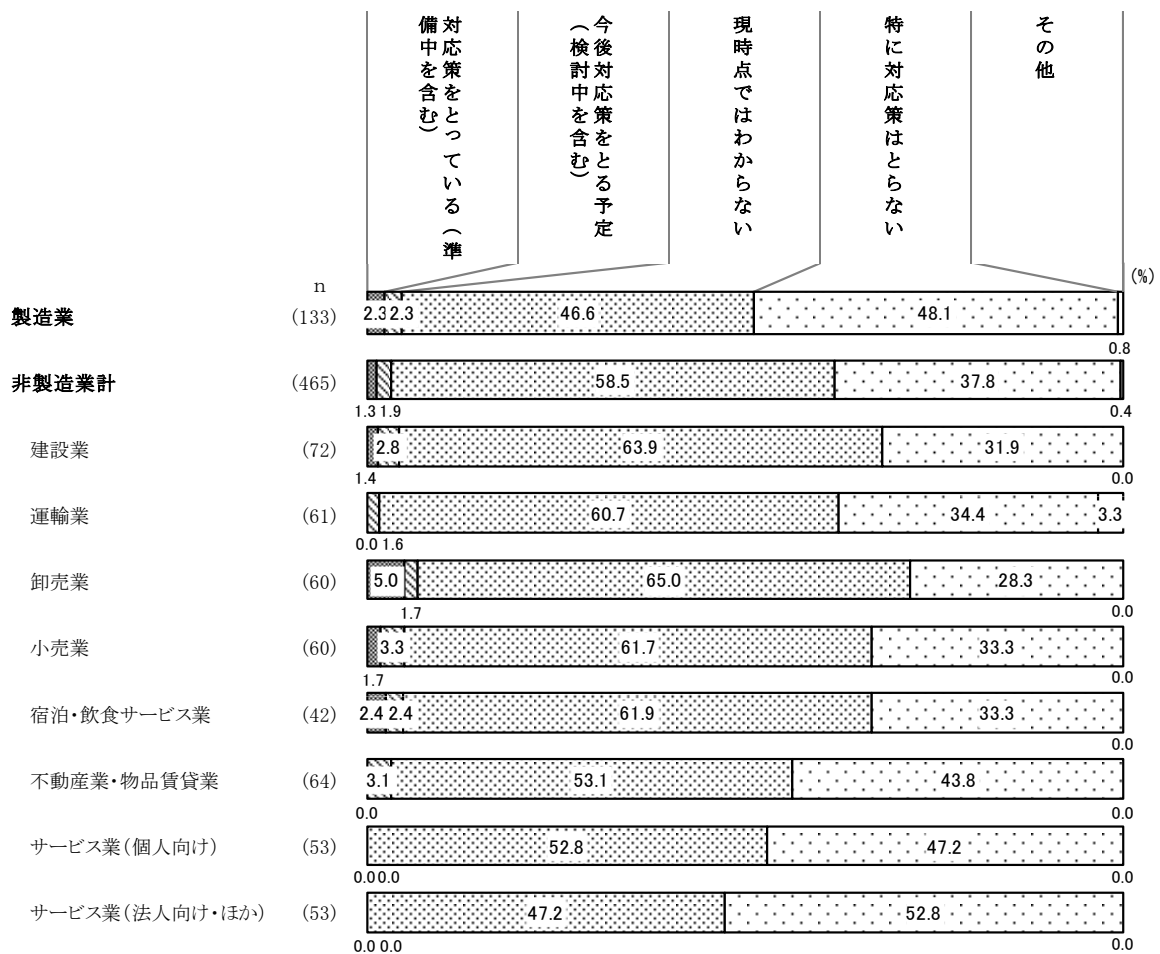 対応策をとっている（準
備中を含む）
今後対応策をとる予定
（検討中を含む）
現時点ではわからない
特に対応策はとらない
その他
(%)
n
製造業 (133) 2.3 2.3 46.6 48.1
0.8
非製造業計 (465) 58.5 37.8
1.3 1.9 0.4
建設業 (72) 2.8 63.9 31.9
1.4 0.0
運輸業 (61) 60.7 34.4 3.3
0.0 1.6
卸売業 (60) 5.0 65.0 28.3
1.7 0.0
小売業 (60) 3.3 61.7 33.3
1.7 0.0
宿泊・飲食サービス業 (42) 2.4 2.4 61.9 33.3
0.0
不動産業・物品賃貸業 (64) 3.1 53.1 43.8
0.0 0.0
サービス業(個人向け) (53) 52.8 47.2
0.0 0.0 0.0
サービス業(法人向け・ほか) (53) 47.2 52.8
0.0 0.0 0.0